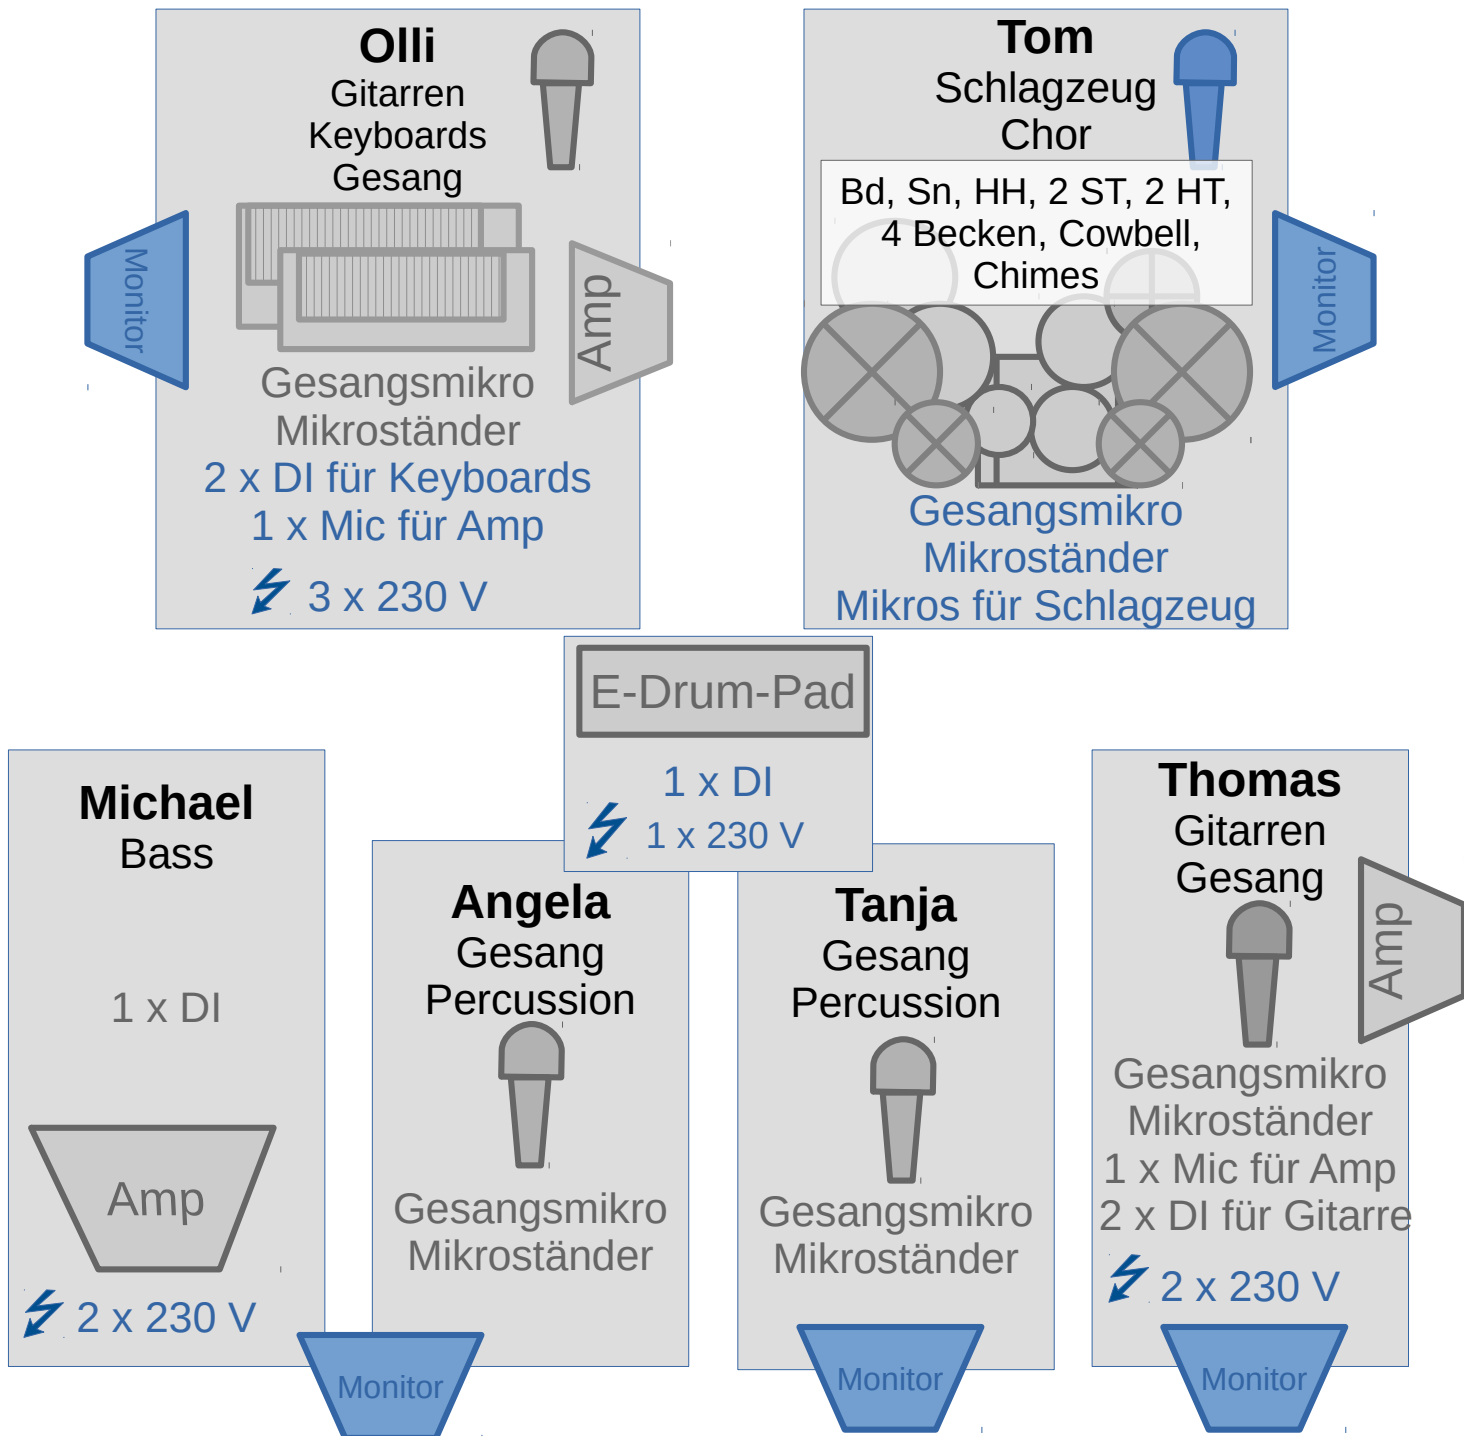 Olli
Gitarren
Keyboards
Gesang
Monitor
Amp
Gesangsmikro
Mikroständer
2 x DI für Keyboards
1 x Mic für Amp
3 x 230 V
Tom
Schlagzeug
Chor
Bd, Sn, HH, 2 ST, 2 HT,
4 Becken, Cowbell,
Chimes
Monitor
Gesangsmikro
Mikroständer
Mikros für Schlagzeug
E-Drum-Pad
1 x DI
1 x 230 V
Michael
Bass
1 x DI
Amp
2 x 230 V
Angela
Gesang
Percussion
Gesangsmikro
Mikroständer
Monitor
Tanja
Gesang
Percussion
Gesangsmikro
Mikroständer
Monitor
Thomas
Gitarren
Gesang
Amp
Gesangsmikro
Mikroständer
1 x Mic für Amp
2 x DI für Gitarre
2 x 230 V
Monitor